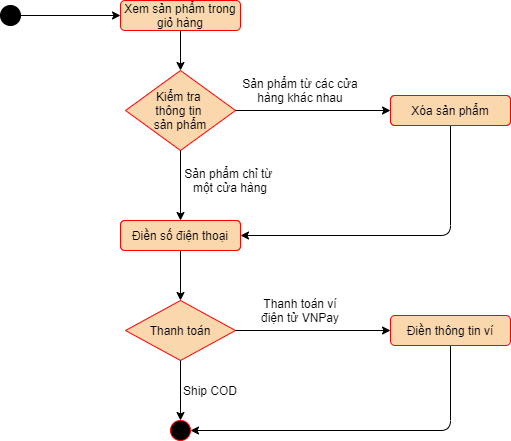 Xem sản phẩm trong
giỏ hàng
Kiểm tra
thông tin
sản phẩm
Sản phẩm từ các cửa
hàng khác nhau
Xóa sản phẩm
Sản phẩm chỉ từ
một cửa hàng
Điền số điện thoại
Thanh toán
Thanh toán ví
điện tử VNPay
Điền thông tin ví
Ship COD